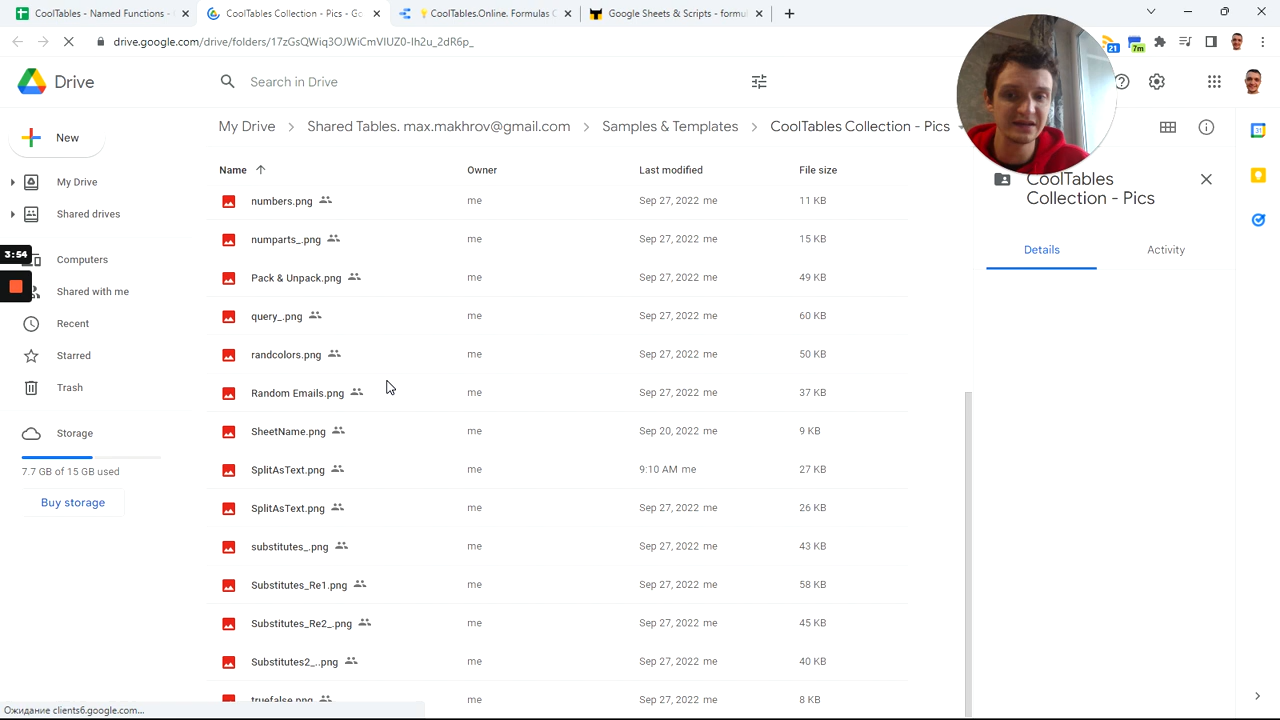 CoolTables - Named Functions -
CoolTables Collection - Pics - Go
CoolTables.Online. Formulas C
Google Sheets & Scripts - formul
drive.google.com/drive/folders/17zGsQWiq3OJWiCmVIUZ0-Ih2u_2dR6p_
21
7m
Drive
Search in Drive
New
My Drive
Shared Tables. max.makhrov@gmail.com
Samples & Templates
CoolTables Collection - Pics
Name
Owner
Last modified
File size
My Drive
Shared drives
Computers
Shared with me
Recent
Starred
Trash
Storage
7.7 GB of 15 GB used
Buy storage
3:54
numbers.png me Sep 27, 2022 me 11 KB
numparts_.png me Sep 27, 2022 me 15 KB
Pack & Unpack.png me Sep 27, 2022 me 49 KB
query_.png me Sep 27, 2022 me 60 KB
randcolors.png me Sep 27, 2022 me 50 KB
Random Emails.png me Sep 27, 2022 me 37 KB
SheetName.png me Sep 20, 2022 me 9 KB
SplitAsText.png me 9:10 AM me 27 KB
SplitAsText.png me Sep 27, 2022 me 26 KB
substitutes_.png me Sep 27, 2022 me 43 KB
Substitutes_Re1.png me Sep 27, 2022 me 58 KB
Substitutes_Re2_.png me Sep 27, 2022 me 45 KB
Substitutes2_..png me Sep 27, 2022 me 40 KB
truefalse.png me Sep 27, 2022 me 8 KB
CoolTables
Collection - Pics
Details
Activity
31
Ожидание clients6.google.com...